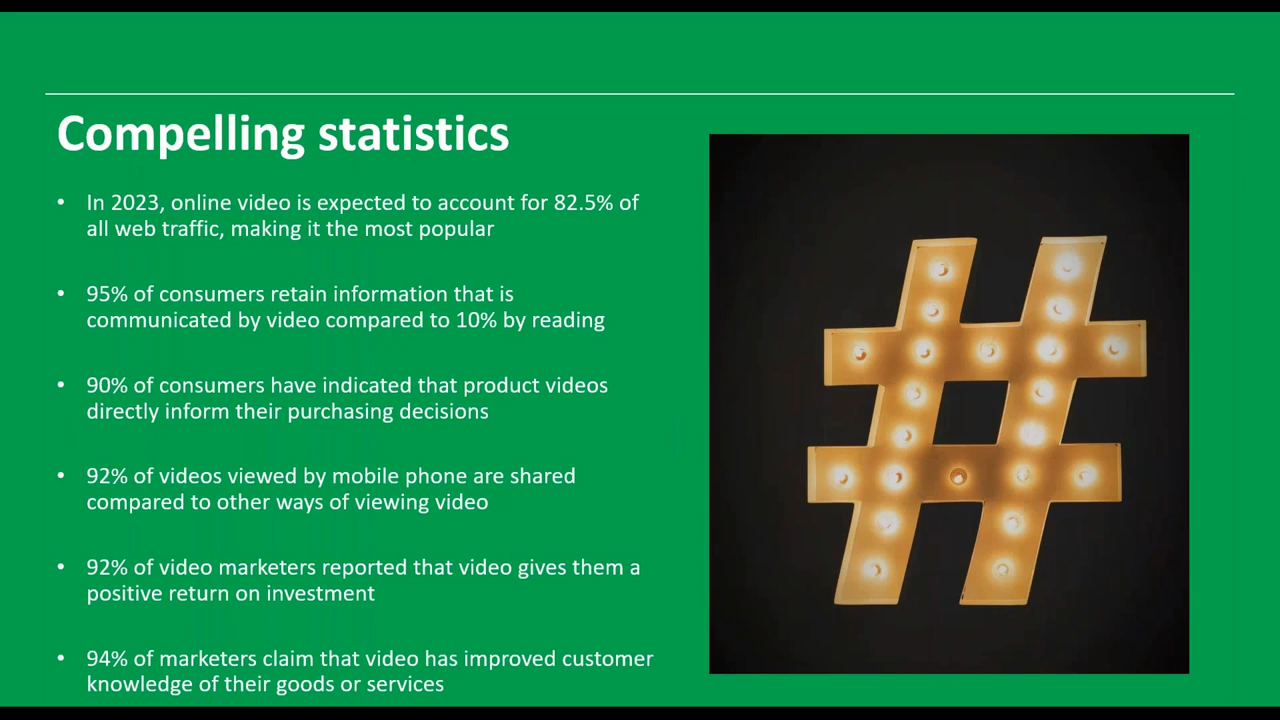 Compelling statistics
• In 2023, online video is expected to account for 82.5% of
all web traffic, making it the most popular
• 95% of consumers retain information that is
communicated by video compared to 10% by reading
• 90% of consumers have indicated that product videos
directly inform their purchasing decisions
• 92% of videos viewed by mobile phone are shared
compared to other ways of viewing video
• 92% of video marketers reported that video gives them a
positive return on investment
• 94% of marketers claim that video has improved customer
knowledge of their goods or services
#